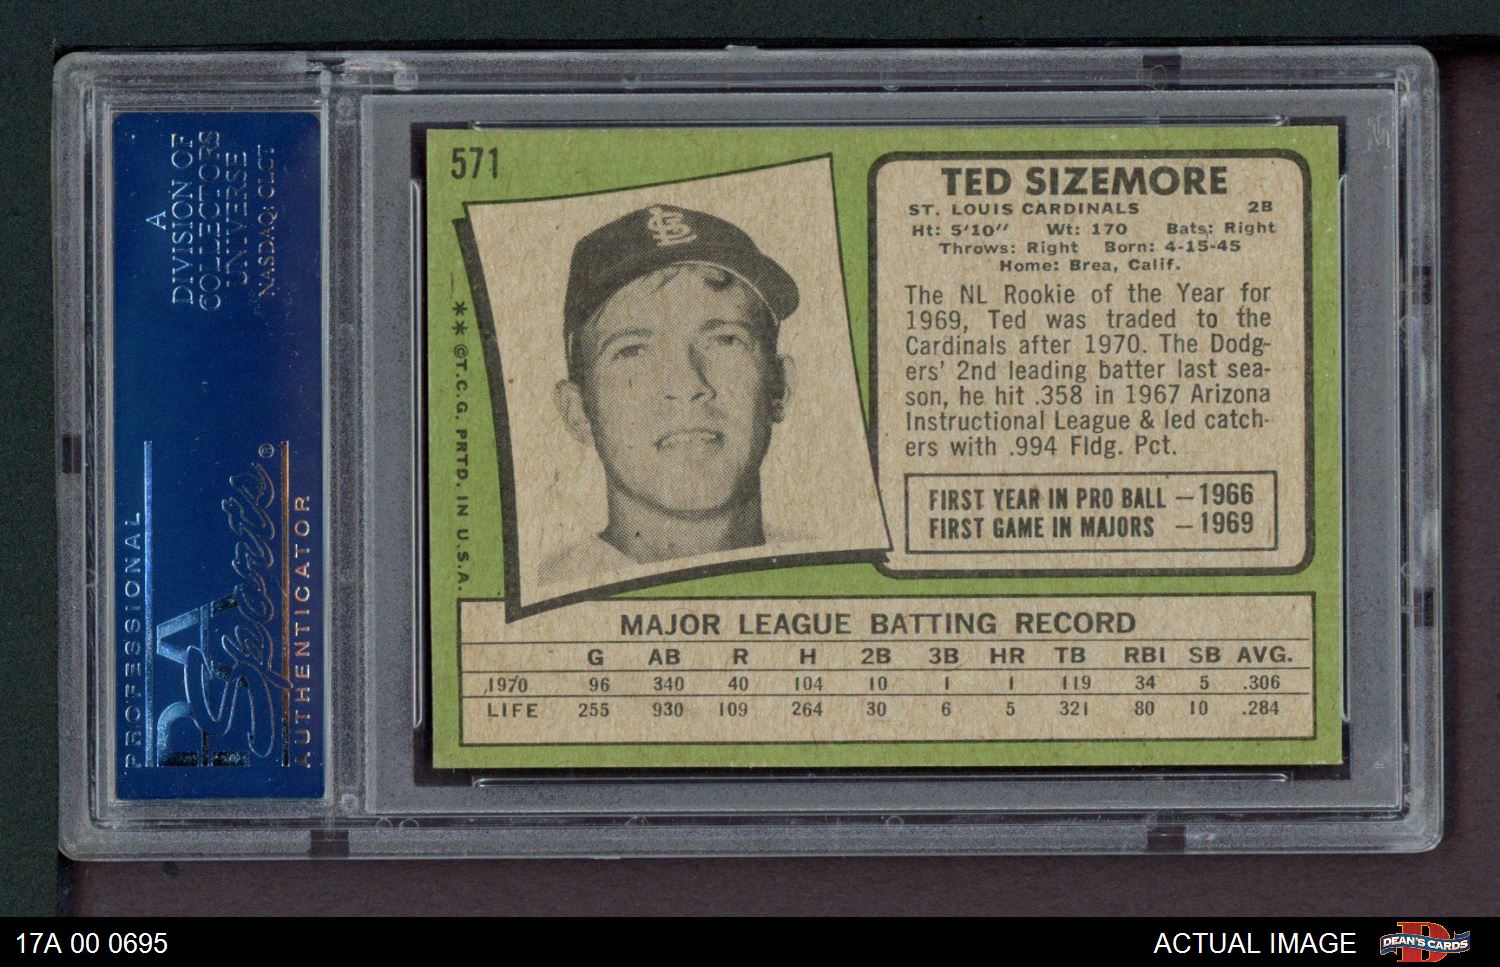 A
DIVISION OF
COLLECTORS
UNIVERSE
NASDAQ: CLCT
PROFESSIONAL
PSA
Sports®
AUTHENTICATOR
571
** ©T.C.G. PRTD. IN U.S.A.
StL
TED SIZEMORE
ST. LOUIS CARDINALS 2B
Ht: 5'10" Wt: 170 Bats: Right
Throws: Right Born: 4-15-45
Home: Brea, Calif.
The NL Rookie of the Year for
1969, Ted was traded to the
Cardinals after 1970. The Dodg-
ers' 2nd leading batter last sea-
son, he hit .358 in 1967 Arizona
Instructional League & led catch-
ers with .994 Fldg. Pct.
FIRST YEAR IN PRO BALL — 1966
FIRST GAME IN MAJORS — 1969
MAJOR LEAGUE BATTING RECORD
G AB R H 2B 3B HR TB RBI SB AVG.
1970 96 340 40 104 10 1 1 119 34 5 .306
LIFE 255 930 109 264 30 6 5 321 80 10 .284
17A 00 0695
ACTUAL IMAGE
D
DEAN'S CARDS